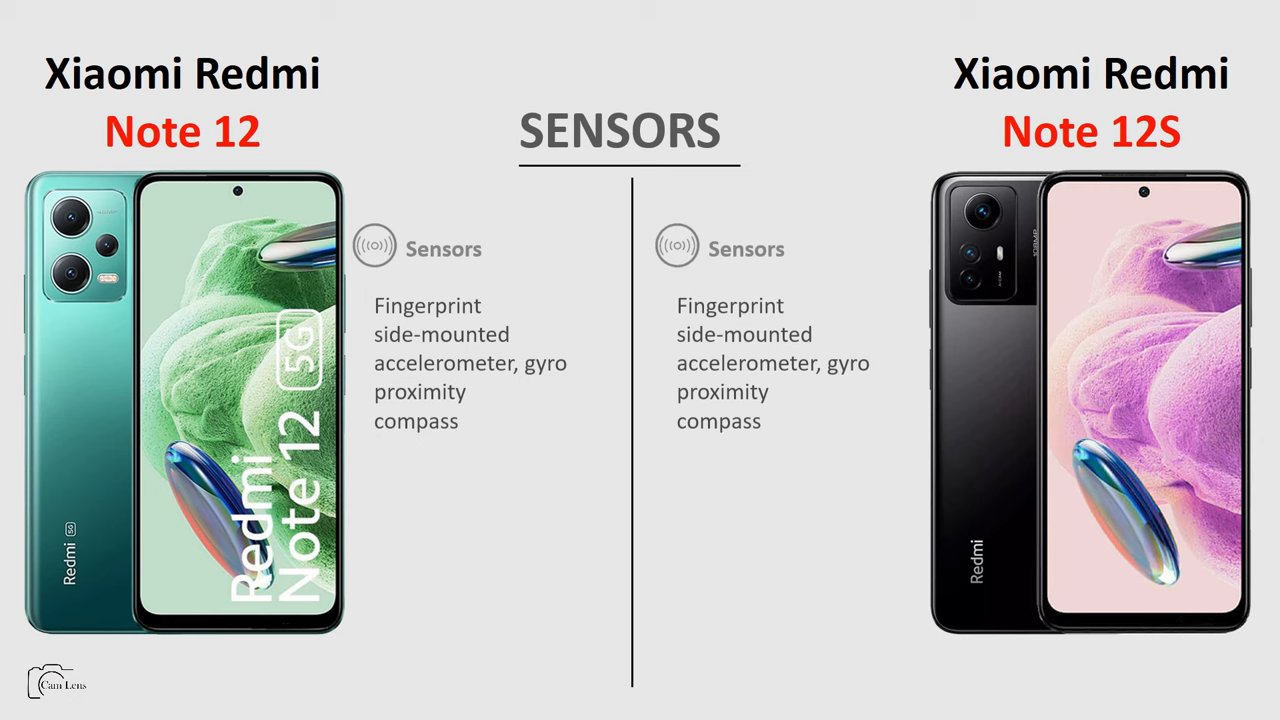 Xiaomi Redmi
Note 12
SENSORS
Xiaomi Redmi
Note 12S
Sensors
Fingerprint
side-mounted
accelerometer, gyro
proximity
compass
Sensors
Fingerprint
side-mounted
accelerometer, gyro
proximity
compass
Redmi 5G
Redmi
Note 12 5G
Redmi
Cam Lens